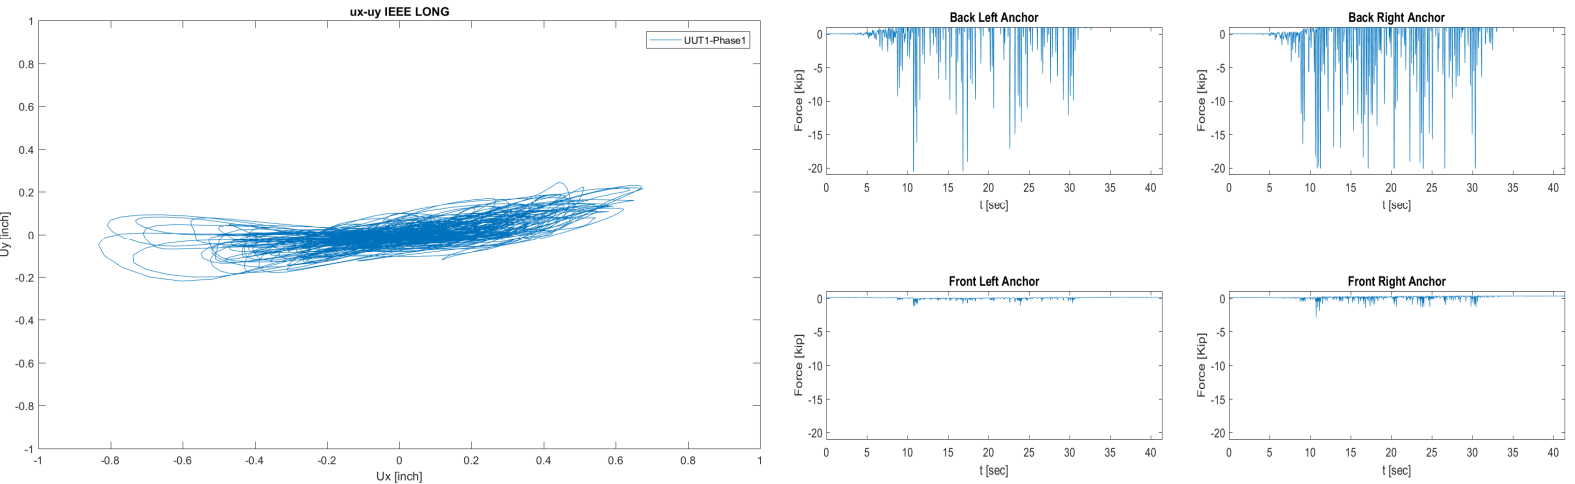 ux-uy IEEE LONG
UUT1-Phase1
1
0.8
0.6
0.4
0.2
0
-0.2
-0.4
-0.6
-0.8
-1
Uy [inch]
-1 -0.8 -0.6 -0.4 -0.2 0 0.2 0.4 0.6 0.8 1
Ux [inch]
Back Left Anchor
0
-5
-10
-15
-20
Force [kip]
0 5 10 15 20 25 30 35 40
t [sec]
Back Right Anchor
0
-5
-10
-15
-20
Force [kip]
0 5 10 15 20 25 30 35 40
t [sec]
Front Left Anchor
0
-5
-10
-15
-20
Force [kip]
0 5 10 15 20 25 30 35 40
t [sec]
Front Right Anchor
0
-5
-10
-15
-20
Force [Kip]
0 5 10 15 20 25 30 35 40
t [sec]